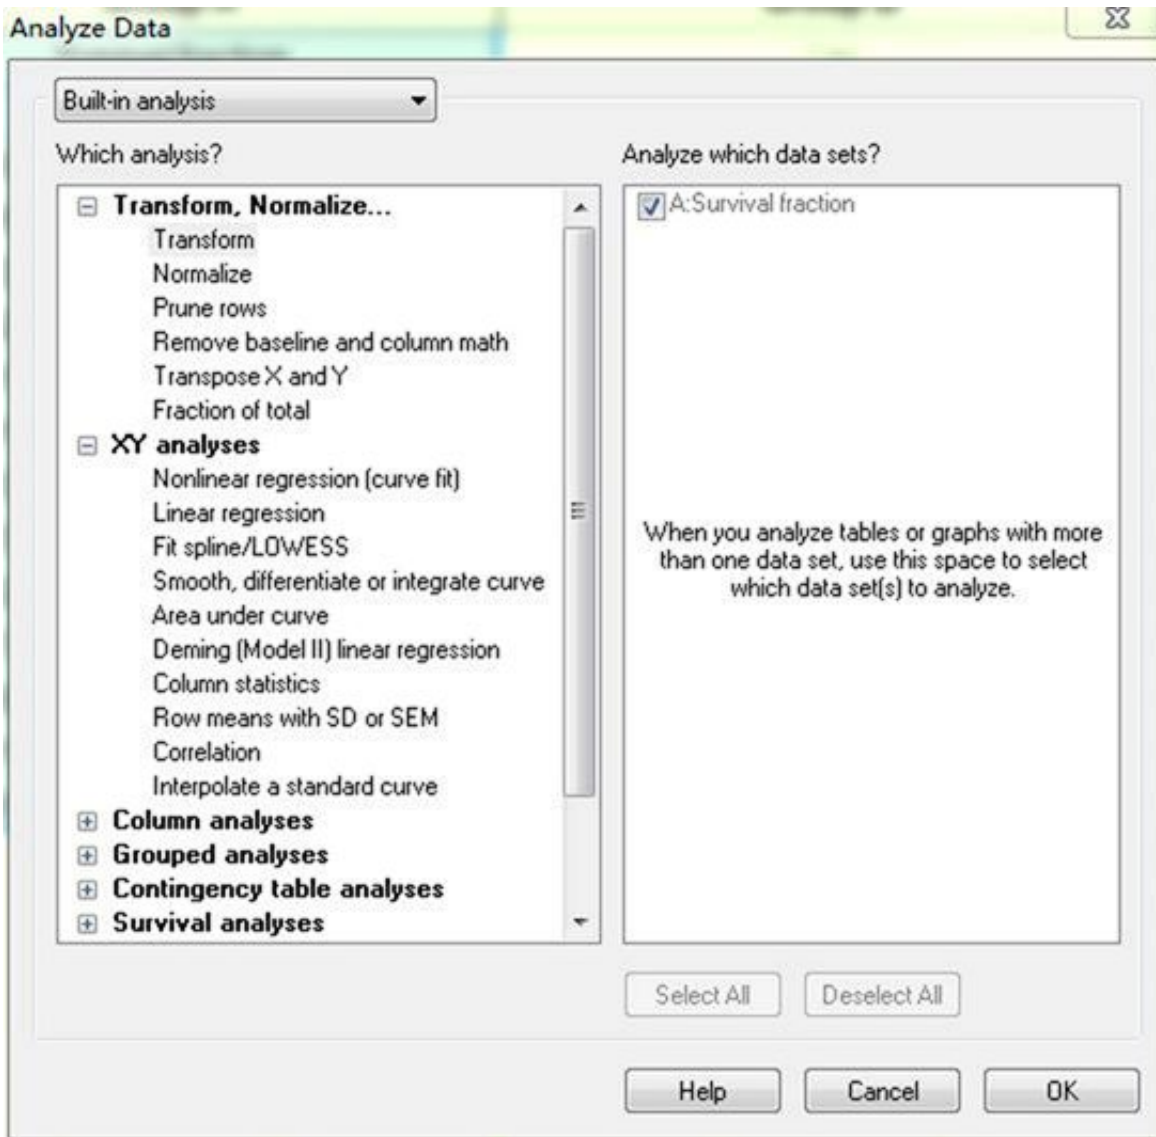 Analyze Data
Built-in analysis
Which analysis?
Transform, Normalize...
Transform
Normalize
Prune rows
Remove baseline and column math
Transpose X and Y
Fraction of total
XY analyses
Nonlinear regression (curve fit)
Linear regression
Fit spline/LOWESS
Smooth, differentiate or integrate curve
Area under curve
Deming (Model II) linear regression
Column statistics
Row means with SD or SEM
Correlation
Interpolate a standard curve
Column analyses
Grouped analyses
Contingency table analyses
Survival analyses
Analyze which data sets?
A:Survival fraction
When you analyze tables or graphs with more
than one data set, use this space to select
which data set(s) to analyze.
Select All
Deselect All
Help
Cancel
OK